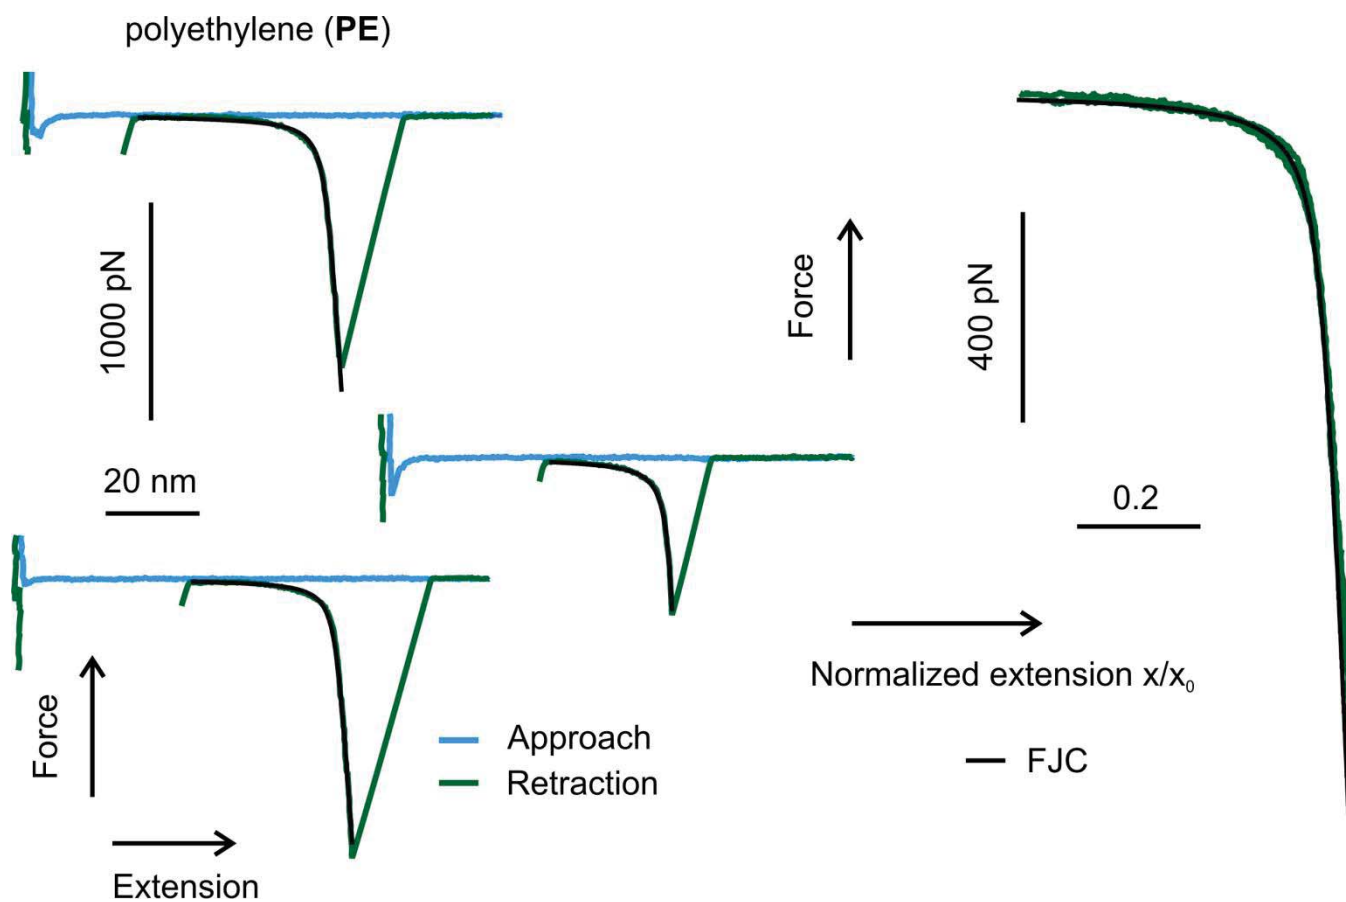 polyethylene (PE)
1000 pN
20 nm
Force
Extension
Approach
Retraction
Force
400 pN
0.2
Normalized extension x/x₀
FJC